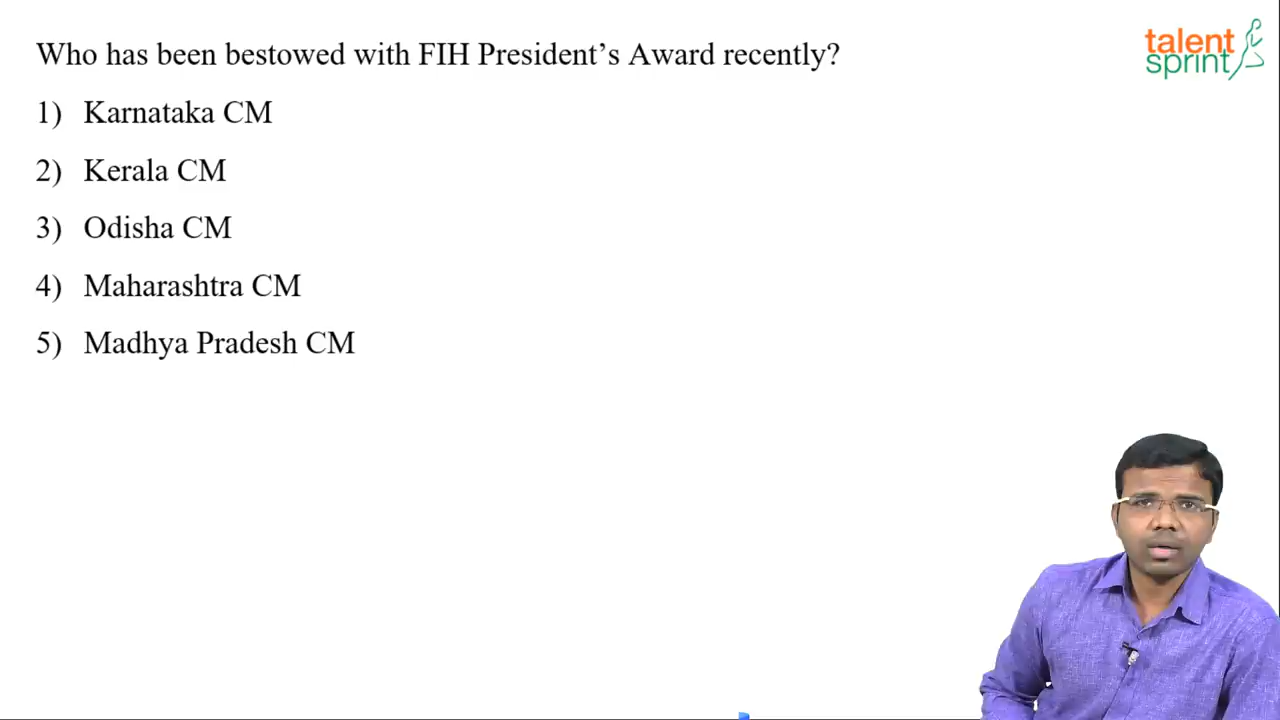 Who has been bestowed with FIH President’s Award recently?
talent
sprint
1) Karnataka CM
2) Kerala CM
3) Odisha CM
4) Maharashtra CM
5) Madhya Pradesh CM